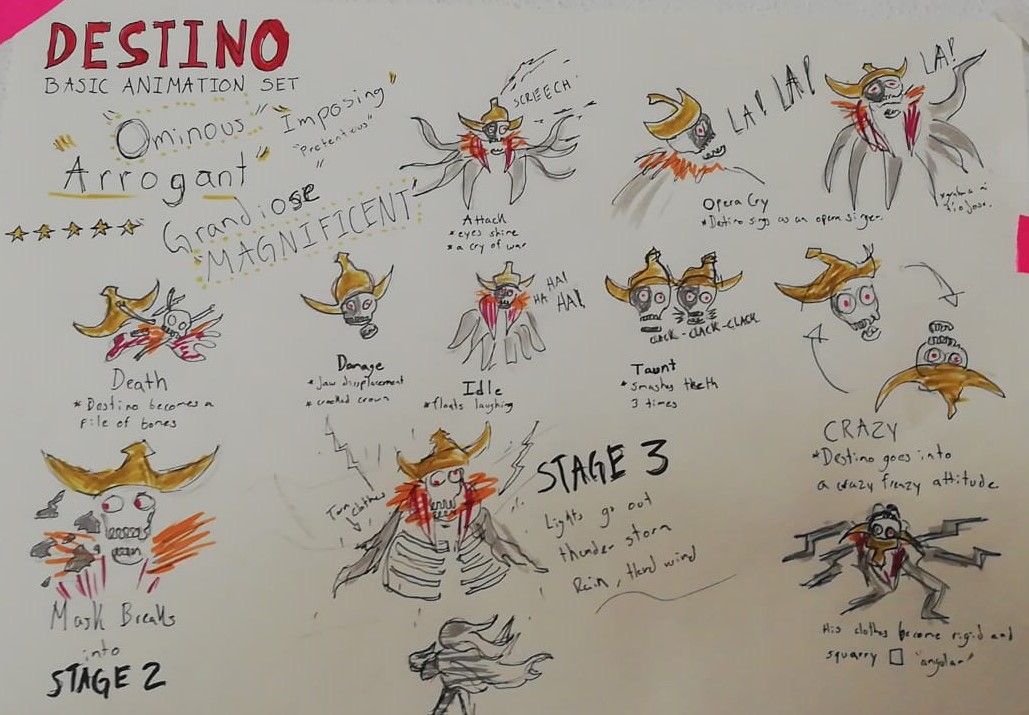 DESTINO
BASIC ANIMATION SET
"Ominous"
"Imposing"
"Pretentious"
"Arrogant"
"Grandiose"
"MAGNIFICENT"
SCREECH
Attack
* eyes shine
* a cry of war
LA! LA!
LA!
Opera Cry
* Destino sigs as an opera singer.
Death
* Destino becomes a
pile of bones
Damage
* Jaw dissplacement
* cracked crown
HA HA!
HA!
Idle
* floats laughing
CLACK-CLACK-CLACK
Taunt
* smashes theeth
3 times
CRAZY
* Destino goes into
a crazy frenzy attitude
Mask Breaks
into
STAGE 2
Torn clothes
STAGE 3
Lights go out
thunder storm
Rain, Hard wind
His clothes become rigid and
squarry "angular"